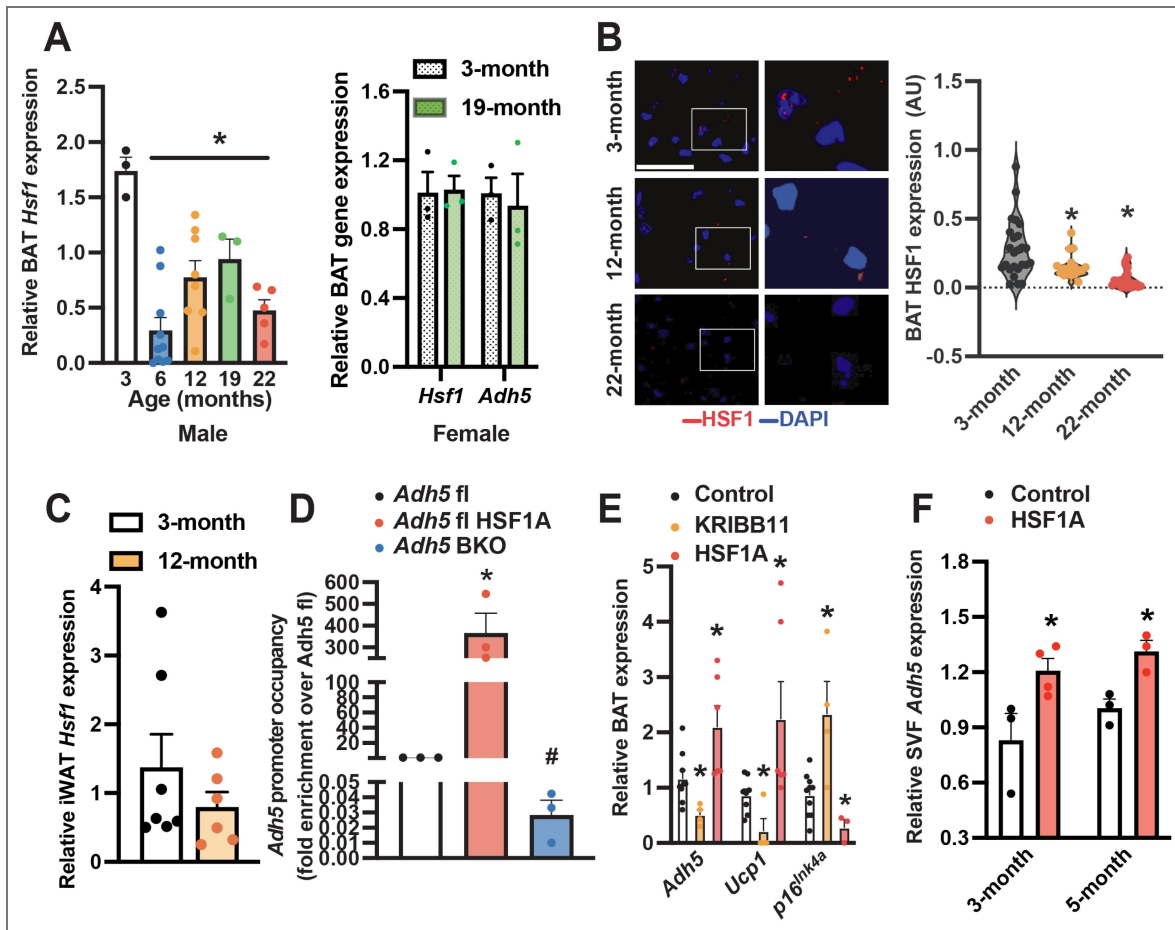 A
Relative BAT Hsf1 expression
2.5
2.0
1.5
1.0
0.5
0.0
*
3 6 12 19 22
Age (months)
Male
3-month
19-month
Relative BAT gene expression
1.6
1.2
0.8
0.4
0.0
Hsf1 Adh5
Female
B
3-month
12-month
22-month
HSF1 DAPI
BAT HSF1 expression (AU)
1.5
1.0
0.5
0.0
-0.5
* *
3-month
12-month
22-month
C
3-month
12-month
Relative iWAT Hsf1 expression
4
3
2
1
0
D
Adh5 fl
Adh5 fl HSF1A
Adh5 BKO
Adh5 promoter occupancy
(fold enrichment over Adh5 fl)
600
500
400
300
100
80
60
40
20
0.05
0.04
0.03
0.02
0.01
0.00
*
#
E
Control
KRIBB11
HSF1A
Relative BAT expression
5
4
3
2
1
0
* * * * * *
Adh5
Ucp1
p16Ink4a
F
Control
HSF1A
Relative SVF Adh5 expression
1.8
1.5
1.2
0.9
0.6
0.3
* *
3-month
5-month